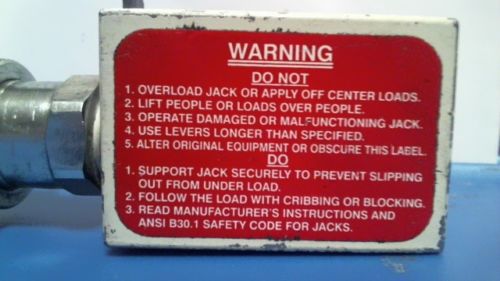 WARNING
DO NOT
1. OVERLOAD JACK OR APPLY OFF CENTER LOADS.
2. LIFT PEOPLE OR LOADS OVER PEOPLE.
3. OPERATE DAMAGED OR MALFUNCTIONING JACK.
4. USE LEVERS LONGER THAN SPECIFIED.
5. ALTER ORIGINAL EQUIPMENT OR OBSCURE THIS LABEL.
DO
1. SUPPORT JACK SECURELY TO PREVENT SLIPPING
OUT FROM UNDER LOAD.
2. FOLLOW THE LOAD WITH CRIBBING OR BLOCKING.
3. READ MANUFACTURER'S INSTRUCTIONS AND
ANSI B30.1 SAFETY CODE FOR JACKS.